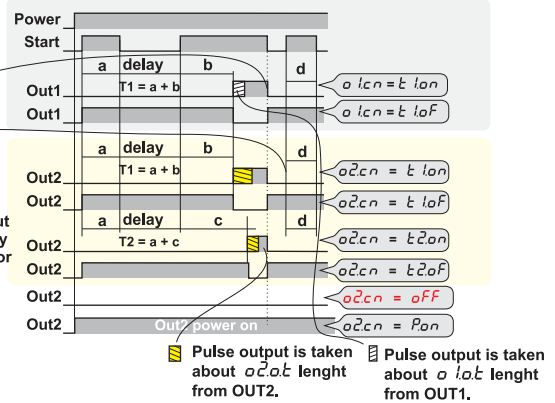 Power
Start
a delay b d
T1 = a + b
Out1 o1.cn = t1.on
Out1 o1.cn = t1.oF
a delay b d
T1 = a + b
Out2 o2.cn = t1.on
Out2 o2.cn = t1.oF
a delay c d
T2 = a + c
Out2 o2.cn = t2.on
Out2 o2.cn = t2.oF
Out2 o2.cn = oFF
Out2 Out2 power on o2.cn = P.on
Pulse output is taken
about o2.o.t lenght
from OUT2.
Pulse output is taken
about o1.o.t lenght
from OUT1.